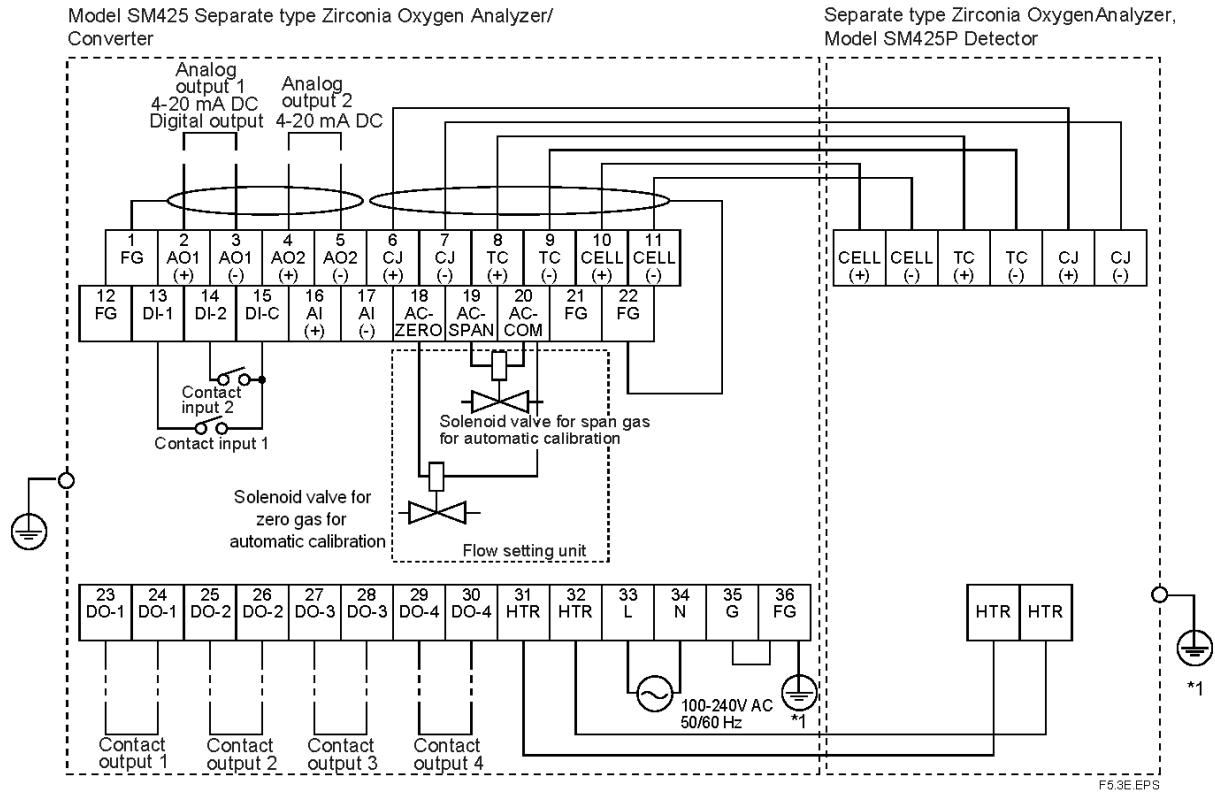 Model SM425 Separate type Zirconia Oxygen Analyzer/
Converter
Separate type Zirconia OxygenAnalyzer,
Model SM425P Detector
Analog
output 1
4-20 mA DC
Digital output
Analog
output 2
4-20 mA DC
1 2 3 4 5 6 7 8 9 10 11
FG AO1 AO1 AO2 AO2 CJ CJ TC TC CELL CELL
(+) (-) (+) (-) (+) (-) (+) (-) (+) (-)
CELL CELL TC TC CJ CJ
(+) (-) (+) (-) (+) (-)
12 13 14 15 16 17 18 19 20 21 22
FG DI-1 DI-2 DI-C AI AI AC- AC- AC- FG FG
(+) (-) ZERO SPAN COM
Contact
input 2
Contact input 1
Solenoid valve for span gas
for automatic calibration
Solenoid valve for
zero gas for
automatic calibration
Flow setting unit
23 24 25 26 27 28 29 30 31 32 33 34 35 36
DO-1 DO-1 DO-2 DO-2 DO-3 DO-3 DO-4 DO-4 HTR HTR L N G FG
HTR HTR
100-240V AC
50/60 Hz
*1
*1
Contact
output 1
Contact
output 2
Contact
output 3
Contact
output 4
F5.3E.EPS